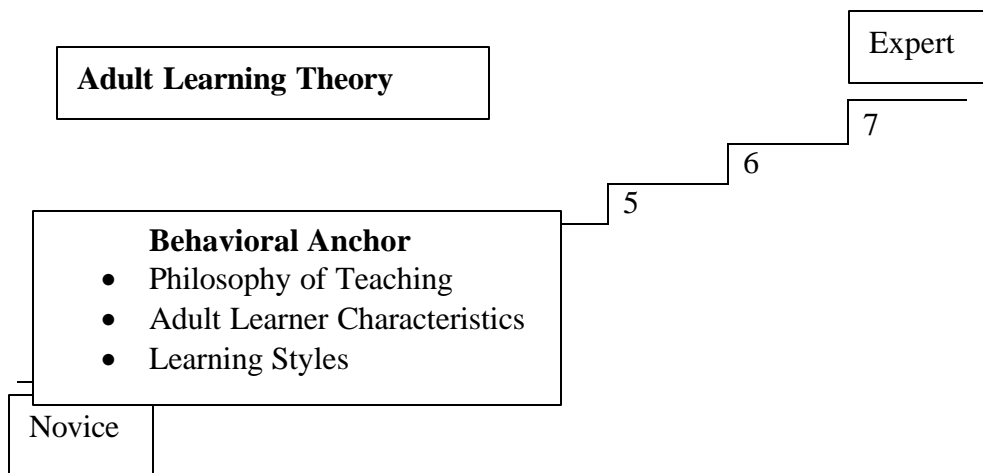 Expert
Adult Learning Theory
7
6
5
Behavioral Anchor
• Philosophy of Teaching
• Adult Learner Characteristics
• Learning Styles
Novice